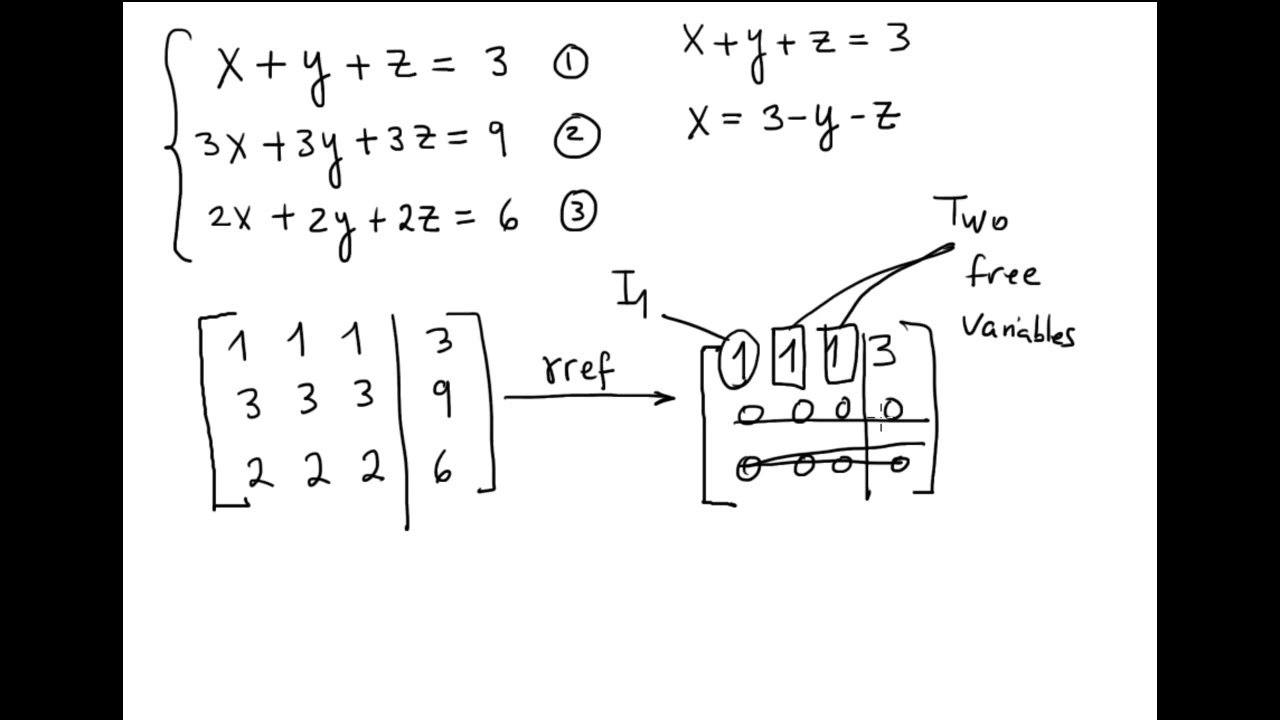 x + y + z = 3 ①
3x + 3y + 3z = 9 ②
2x + 2y + 2z = 6 ③
x + y + z = 3
x = 3 - y - z
Two
free
variables
I₁
1 1 1 | 3
3 3 3 | 9
2 2 2 | 6
rref
1 1 1 | 3
0 0 0 | 0
0 0 0 | 0